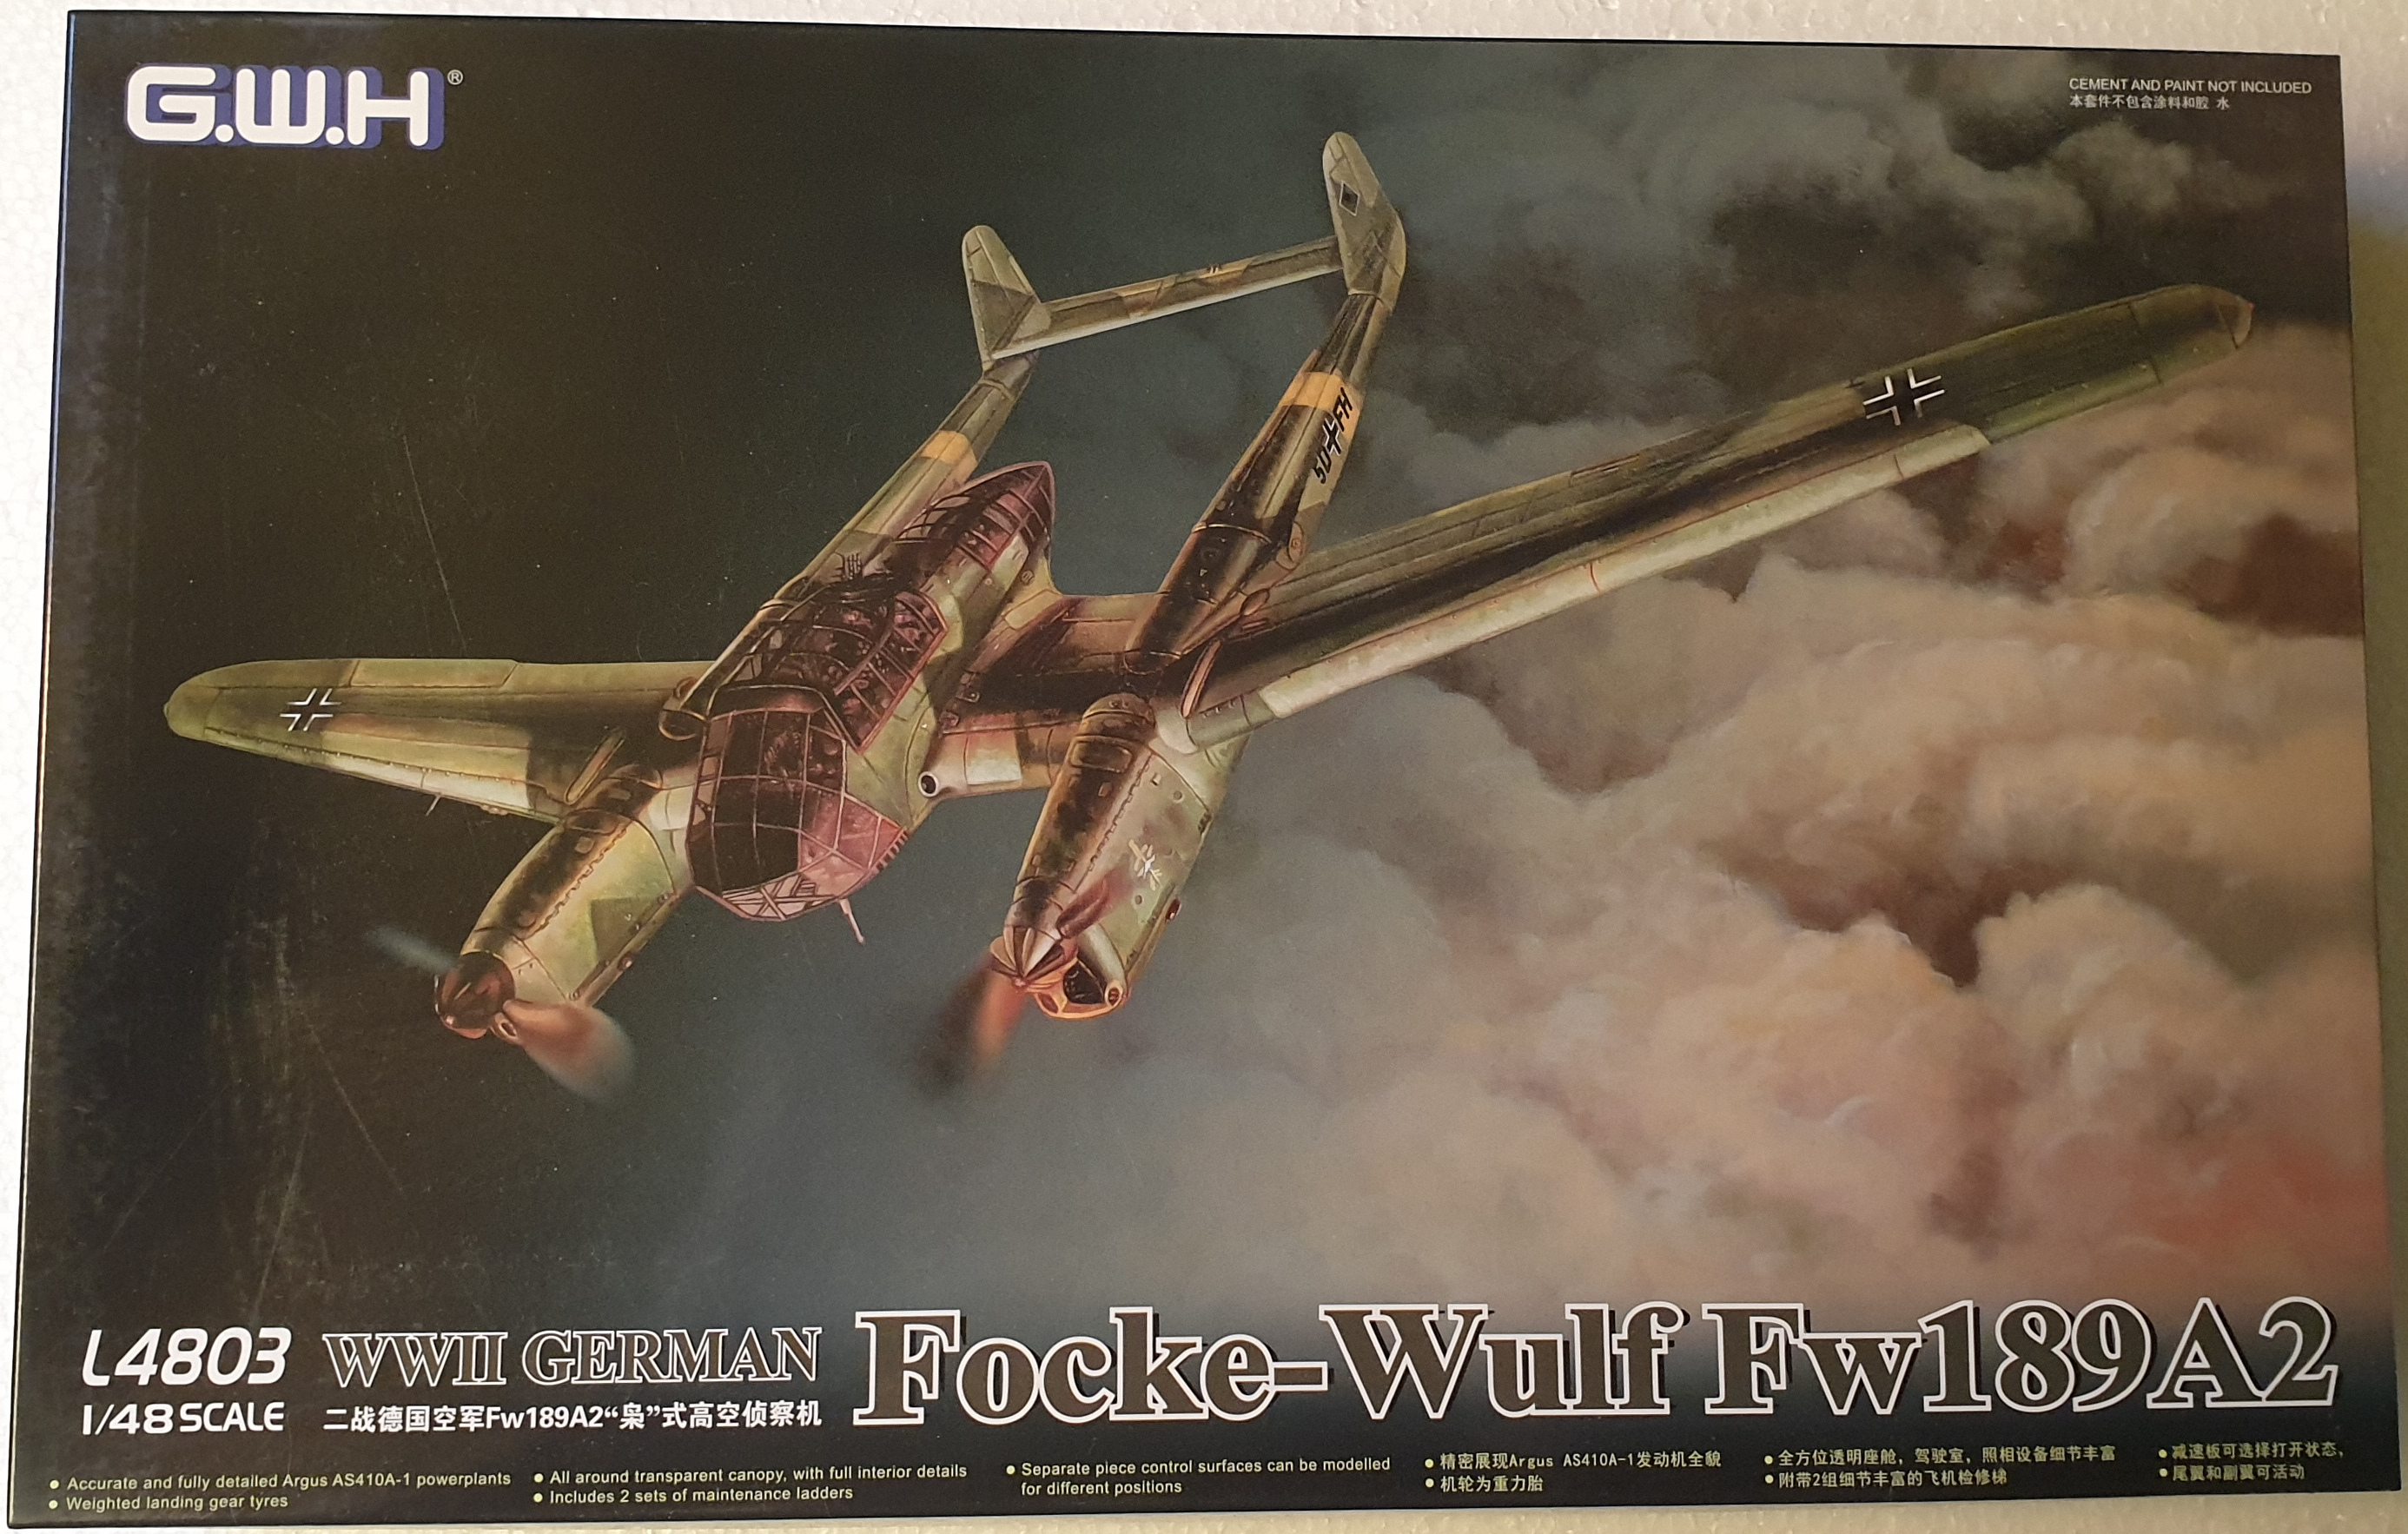 G.W.H®
CEMENT AND PAINT NOT INCLUDED
本套件不包含涂料和胶 水
5D+FH
L4803
1/48 SCALE
WWII GERMAN
二战德国空军Fw189A2“枭”式高空侦察机
Focke-Wulf Fw189A2
● Accurate and fully detailed Argus AS410A-1 powerplants
● Weighted landing gear tyres
● All around transparent canopy, with full interior details
● Includes 2 sets of maintenance ladders
● Separate piece control surfaces can be modelled
for different positions
● 精密展现Argus AS410A-1发动机全貌
● 机轮为重力胎
● 全方位透明座舱，驾驶室，照相设备细节丰富
● 附带2组细节丰富的飞机检修梯
● 减速板可选择打开状态，
● 尾翼和副翼可活动